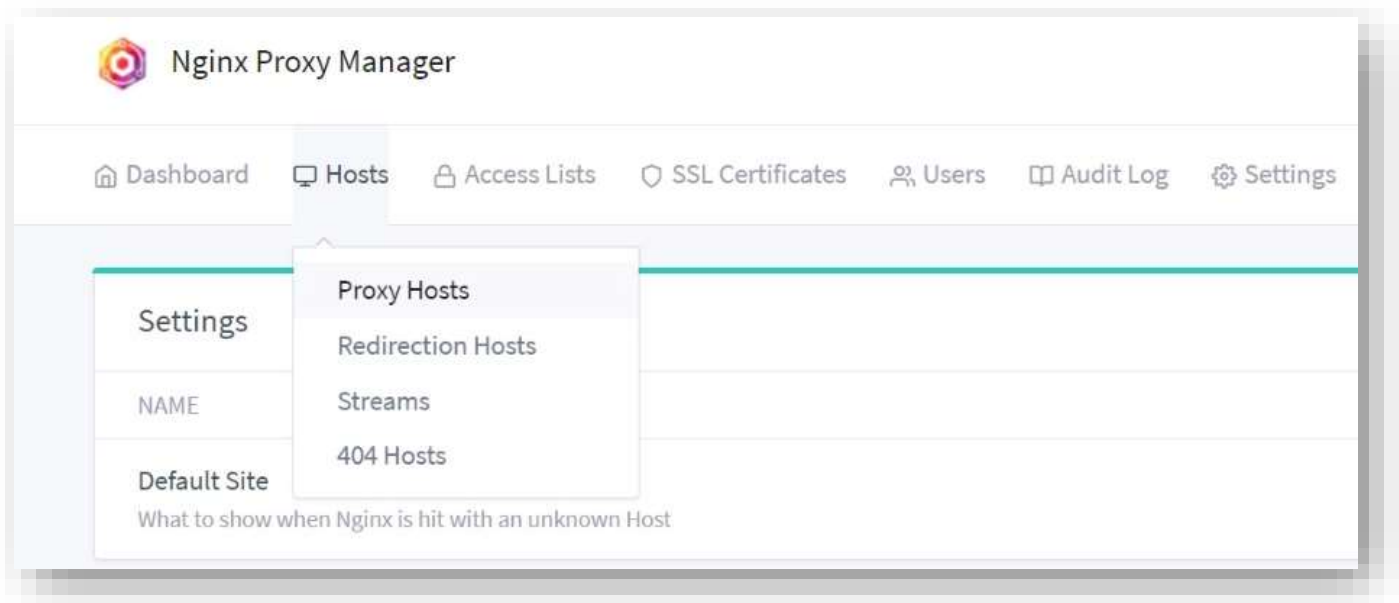 Nginx Proxy Manager
Dashboard Hosts Access Lists SSL Certificates Users Audit Log Settings
Proxy Hosts
Redirection Hosts
Streams
404 Hosts
Settings
NAME
Default Site
What to show when Nginx is hit with an unknown Host